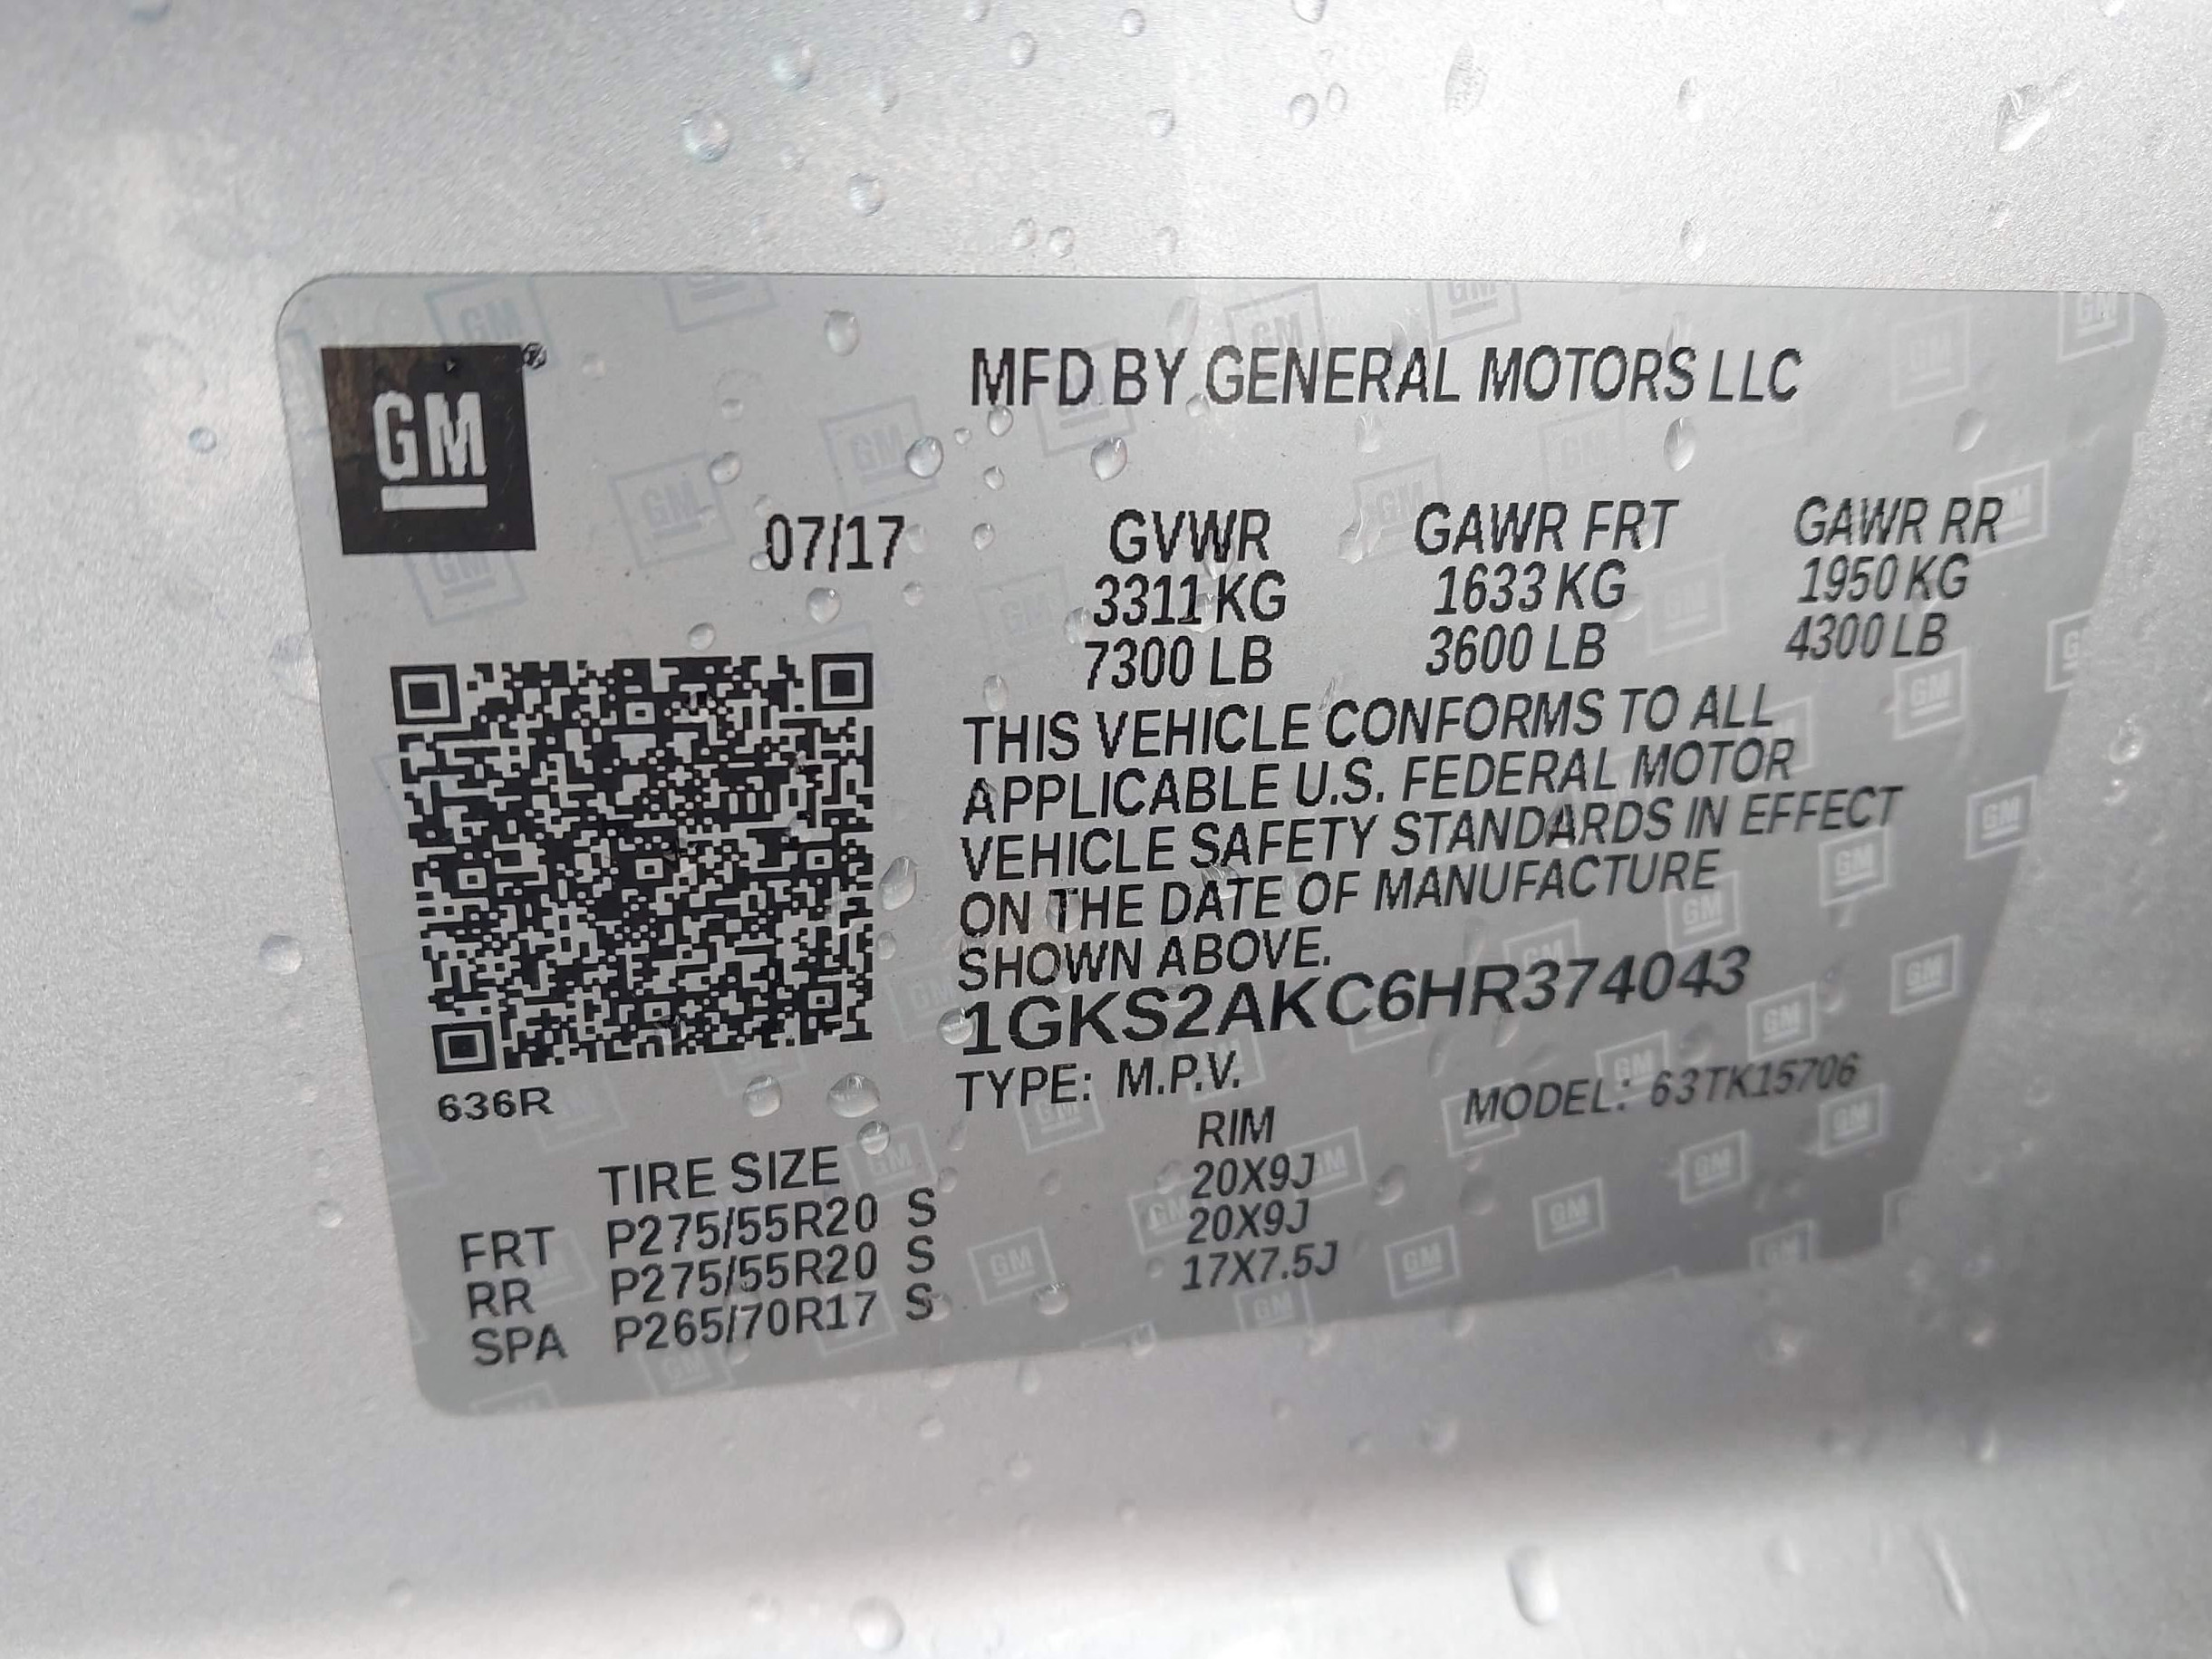 GM®
MFD BY GENERAL MOTORS LLC
07/17 GVWR GAWR FRT GAWR RR
3311 KG 1633 KG 1950 KG
7300 LB 3600 LB 4300 LB
THIS VEHICLE CONFORMS TO ALL
APPLICABLE U.S. FEDERAL MOTOR
VEHICLE SAFETY STANDARDS IN EFFECT
ON THE DATE OF MANUFACTURE
SHOWN ABOVE.
1GKS2AKC6HR374043
TYPE: M.P.V. MODEL: 63TK15706
636R
TIRE SIZE RIM
FRT P275/55R20 S 20X9J
RR P275/55R20 S 20X9J
SPA P265/70R17 S 17X7.5J